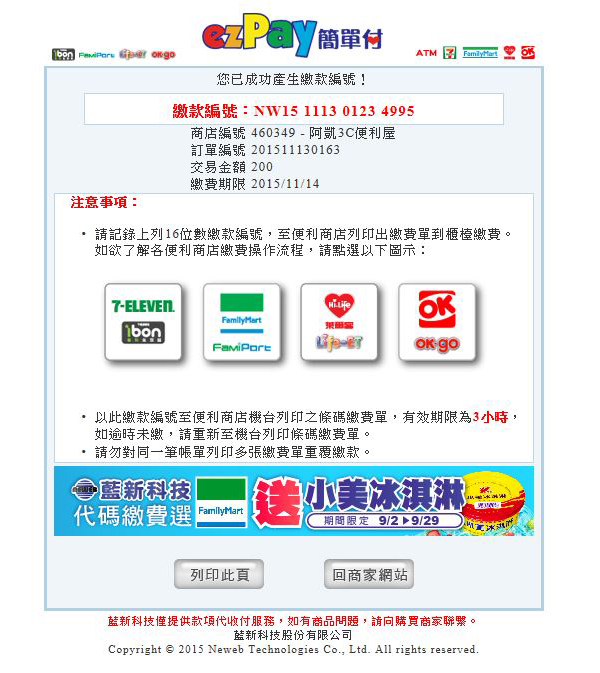 ezPay 簡單付
ibon FamiPort Life-ET OK·go
ATM 7 FamilyMart OK
您已成功產生繳款編號！
繳款編號：NW15 1113 0123 4995
商店編號 460349 - 阿凱3C便利屋
訂單編號 201511130163
交易金額 200
繳費期限 2015/11/14
注意事項：
• 請記錄上列16位數繳款編號，至便利商店列印出繳費單到櫃檯繳費。
如欲了解各便利商店繳費操作流程，請點選以下圖示：
7-ELEVEN FamilyMart Hi-Life 萊爾富 OK
ibon FamiPort Life-ET OK·go
• 以此繳款編號至便利商店機台列印之條碼繳費單，有效期限為3小時，
如逾時未繳，請重新至機台列印條碼繳費單。
• 請勿對同一筆帳單列印多張繳費單重覆繳款。
藍新科技
代碼繳費選 FamilyMart 送 小美冰淇淋
期間限定 9/2▶9/29
列印此頁 回商家網站
藍新科技僅提供款項代收付服務，如有商品問題，請向購買商家聯繫。
藍新科技股份有限公司
Copyright © 2015 Neweb Technologies Co., Ltd. All rights reserved.